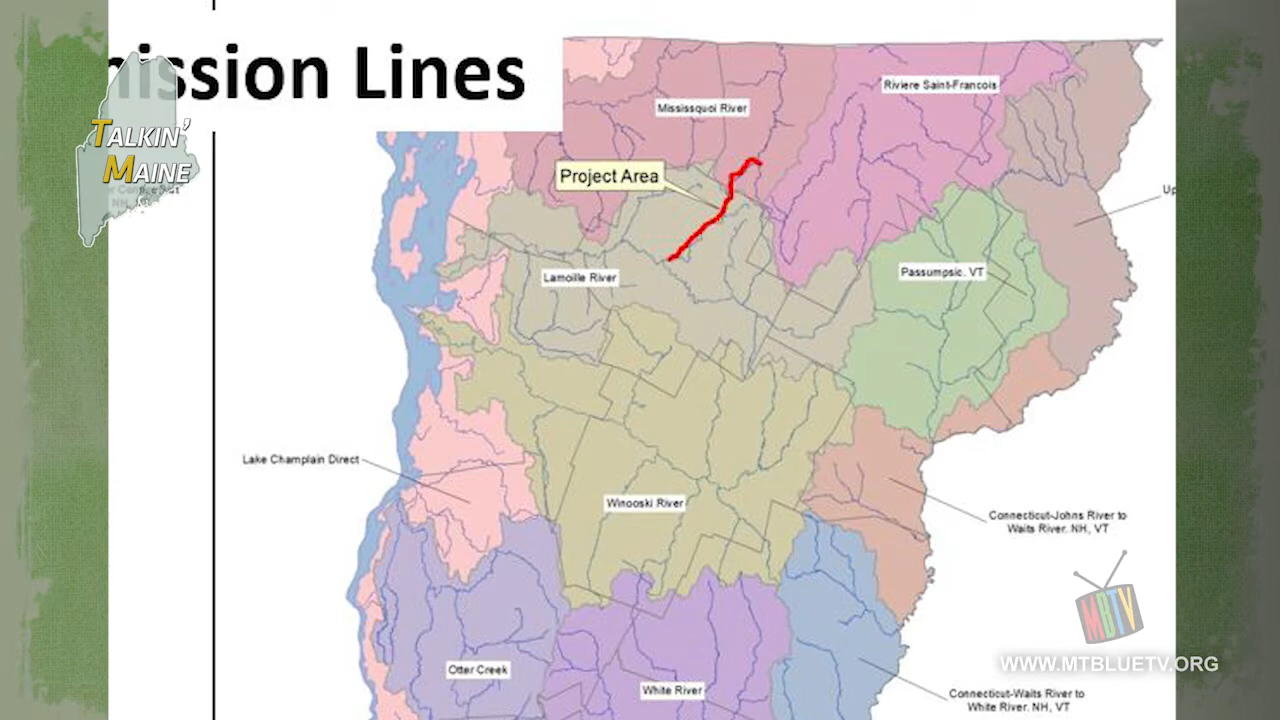 mission Lines
TALKIN'
MAINE
Riviere Saint-Francois
Mississquoi River
Project Area
Up
Lamoille River
Passumpsic. VT
Lake Champlain Direct
Winooski River
Connecticut-Johns River to
Waits River. NH, VT
MBTV
WWW.MTBLUETV.ORG
Otter Creek
White River
Connecticut-Waits River to
White River. NH, VT